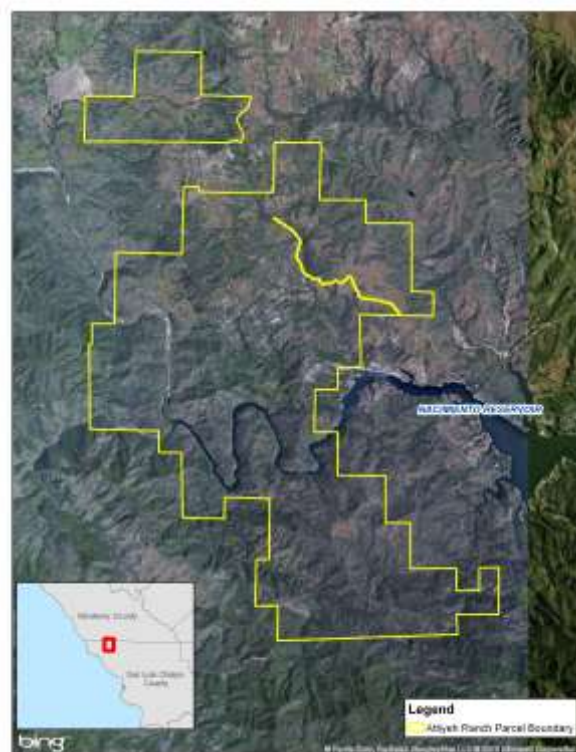 NACIMIENTO RESERVOIR
Monterey County
San Luis Obispo
County
Legend
Attiyeh Ranch Parcel Boundary
bing